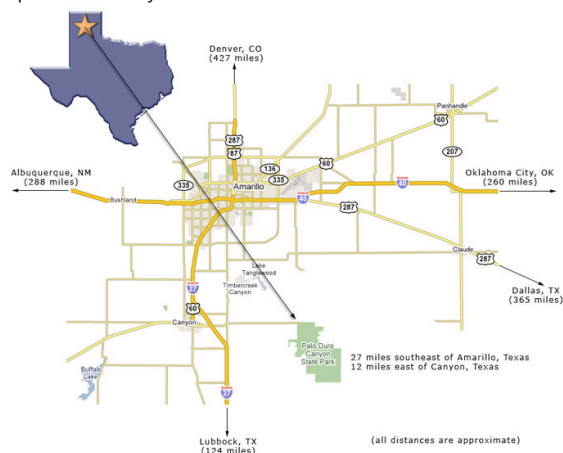 Denver, CO
(427 miles)
Panhandle
60
287
87
60
207
136
335
335
Albuquerque, NM
(288 miles)
Amarillo
40
Oklahoma City, OK
(260 miles)
Bushland
40
287
Claude
287
Lake
Tanglewood
Timbercreek
Canyon
Dallas, TX
(365 miles)
27
60
Canyon
Palo Duro
Canyon
State Park
27 miles southeast of Amarillo, Texas
12 miles east of Canyon, Texas
Buffalo
Lake
27
Lubbock, TX
(124 miles)
(all distances are approximate)